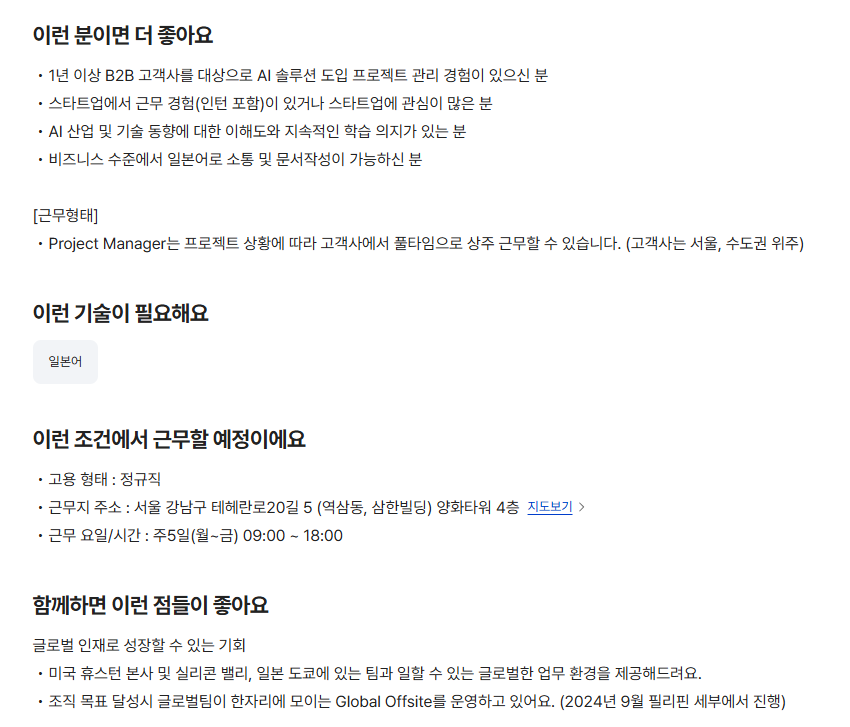 이런 분이면 더 좋아요
• 1년 이상 B2B 고객사를 대상으로 AI 솔루션 도입 프로젝트 관리 경험이 있으신 분
• 스타트업에서 근무 경험(인턴 포함)이 있거나 스타트업에 관심이 많은 분
• AI 산업 및 기술 동향에 대한 이해도와 지속적인 학습 의지가 있는 분
• 비즈니스 수준에서 일본어로 소통 및 문서작성이 가능하신 분
[근무형태]
• Project Manager는 프로젝트 상황에 따라 고객사에서 풀타임으로 상주 근무할 수 있습니다. (고객사는 서울, 수도권 위주)
이런 기술이 필요해요
일본어
이런 조건에서 근무할 예정이에요
• 고용 형태 : 정규직
• 근무지 주소 : 서울 강남구 테헤란로20길 5 (역삼동, 삼한빌딩) 양화타워 4층 지도보기 >
• 근무 요일/시간 : 주5일(월~금) 09:00 ~ 18:00
함께하면 이런 점들이 좋아요
글로벌 인재로 성장할 수 있는 기회
• 미국 휴스턴 본사 및 실리콘 밸리, 일본 도쿄에 있는 팀과 일할 수 있는 글로벌한 업무 환경을 제공해드려요.
• 조직 목표 달성시 글로벌팀이 한자리에 모이는 Global Offsite를 운영하고 있어요. (2024년 9월 필리핀 세부에서 진행)